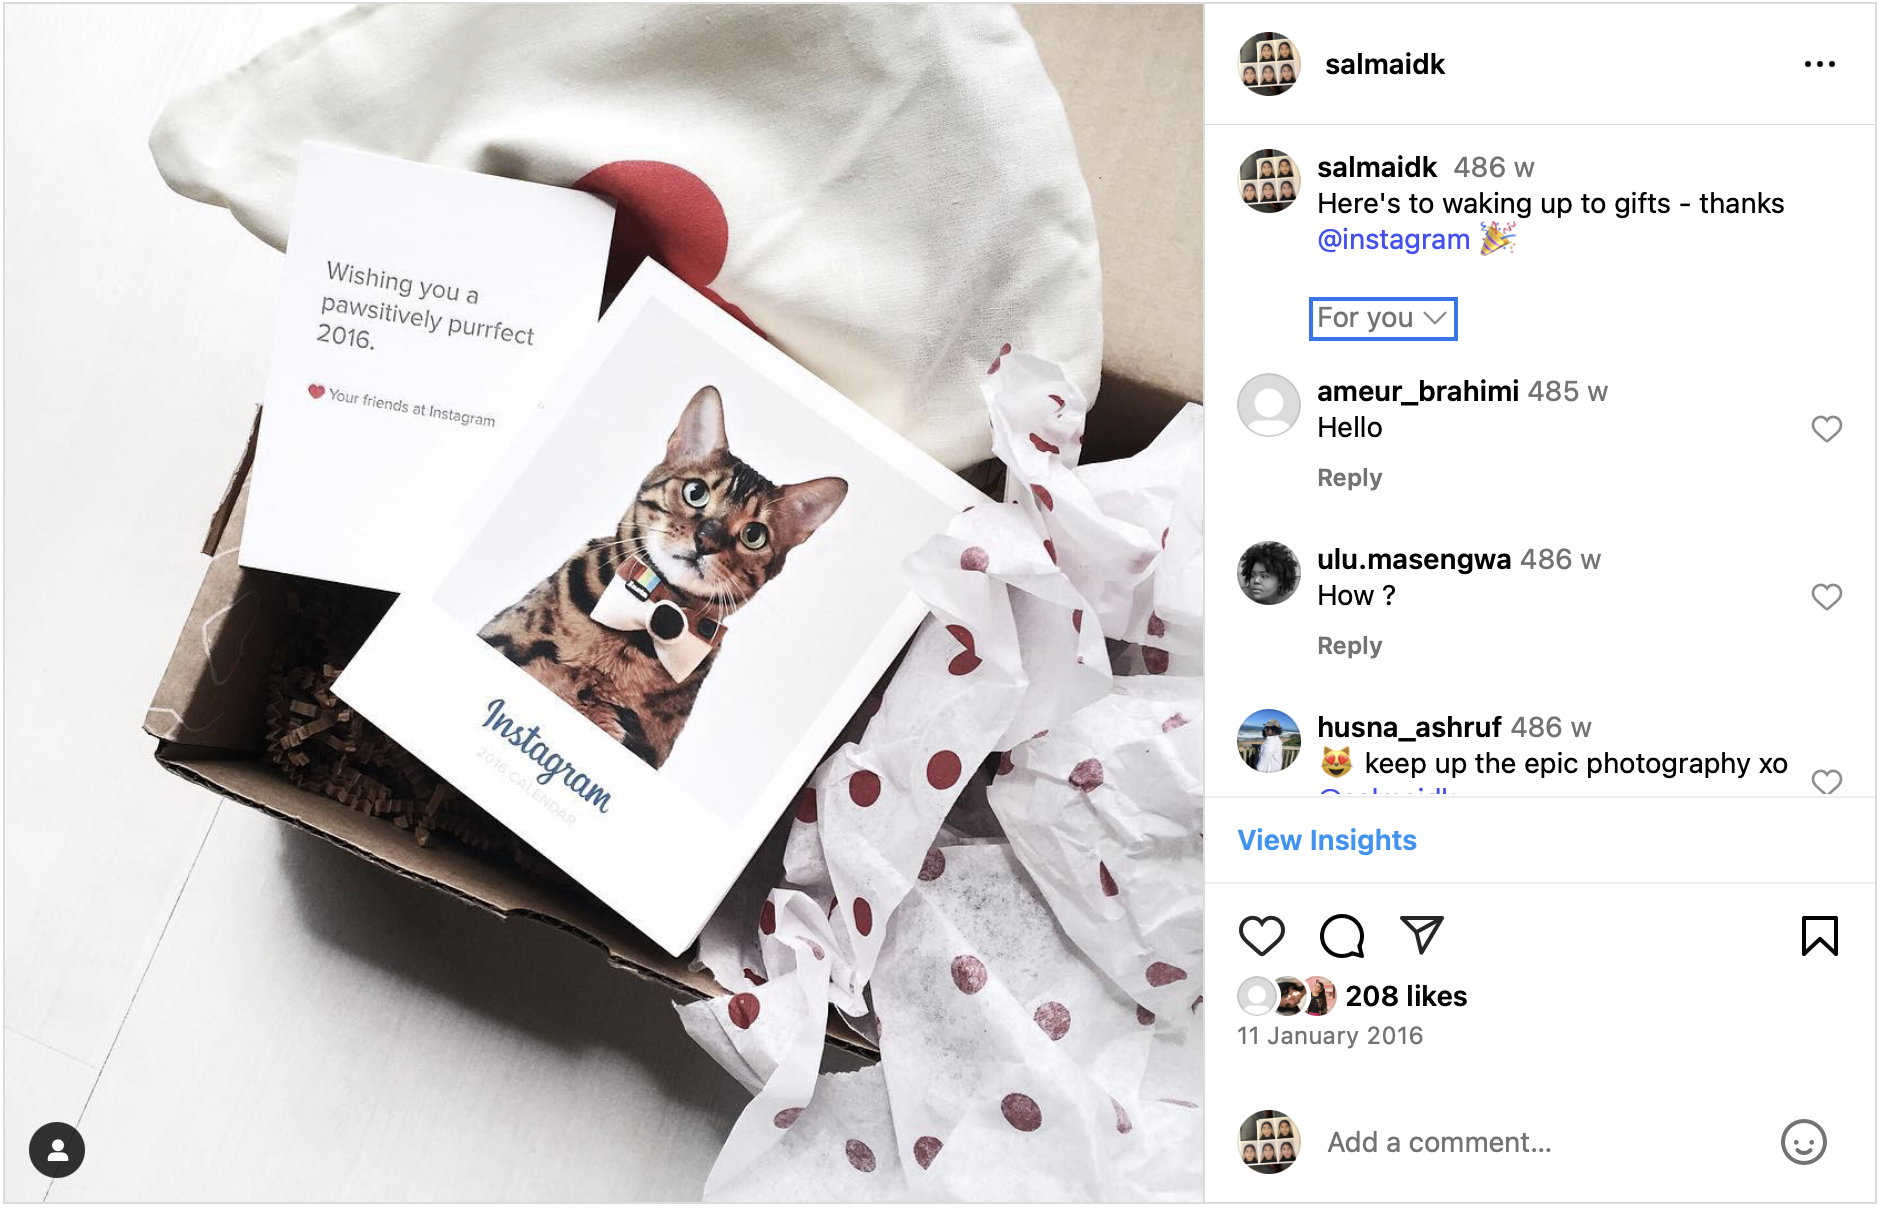 Wishing you a
pawsitively purrfect
2016.
❤ Your friends at Instagram
Instagram
2016 CALENDAR
salmaidk
salmaidk 486 w
Here's to waking up to gifts - thanks
@instagram 🎉
For you
ameur_brahimi 485 w
Hello
Reply
ulu.masengwa 486 w
How ?
Reply
husna_ashruf 486 w
😻 keep up the epic photography xo
View Insights
208 likes
11 January 2016
Add a comment...